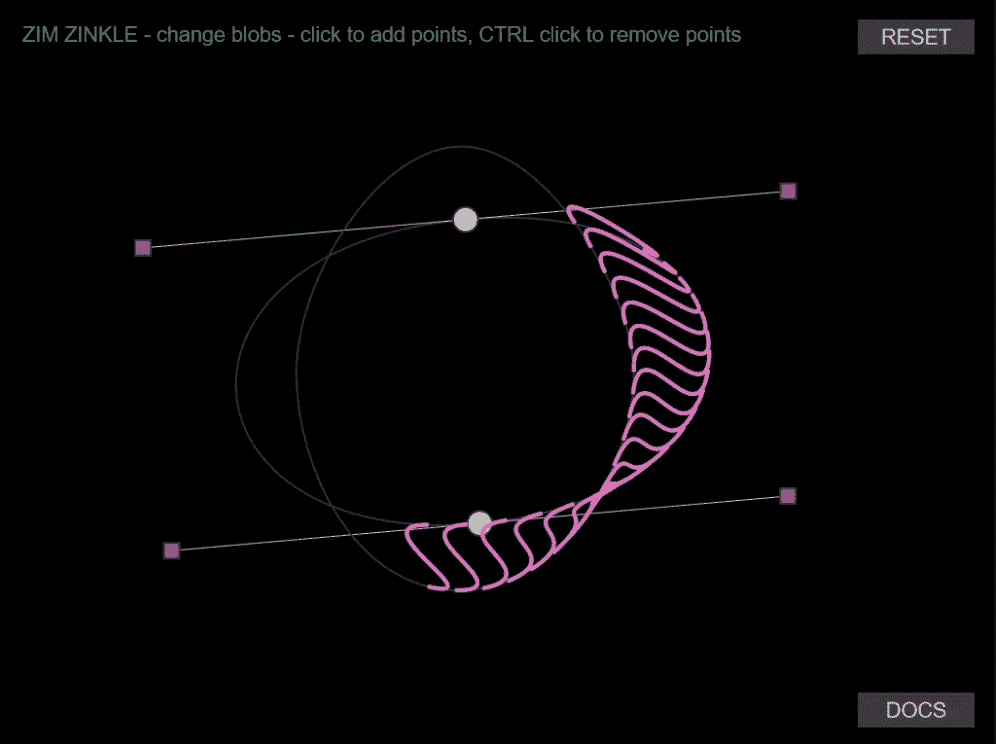 ZIM ZINKLE - change blobs - click to add points, CTRL click to remove points
RESET
DOCS